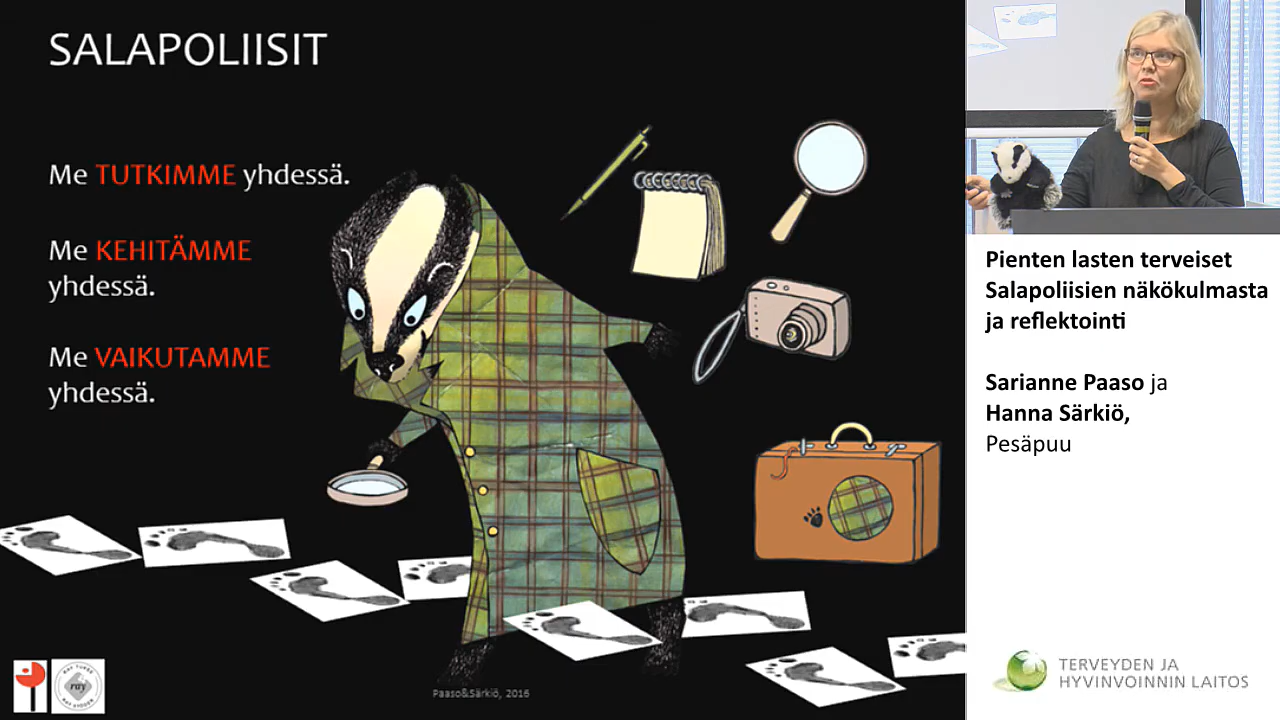 SALAPOLIISIT
Me TUTKIMME yhdessä.
Me KEHITÄMME
yhdessä.
Me VAIKUTAMME
yhdessä.
Paaso&Särkiö, 2016
ray
Pienten lasten terveiset
Salapoliisien näkökulmasta
ja reflektointi
Sarianne Paaso ja
Hanna Särkiö,
Pesäpuu
TERVEYDEN JA
HYVINVOINNIN LAITOS